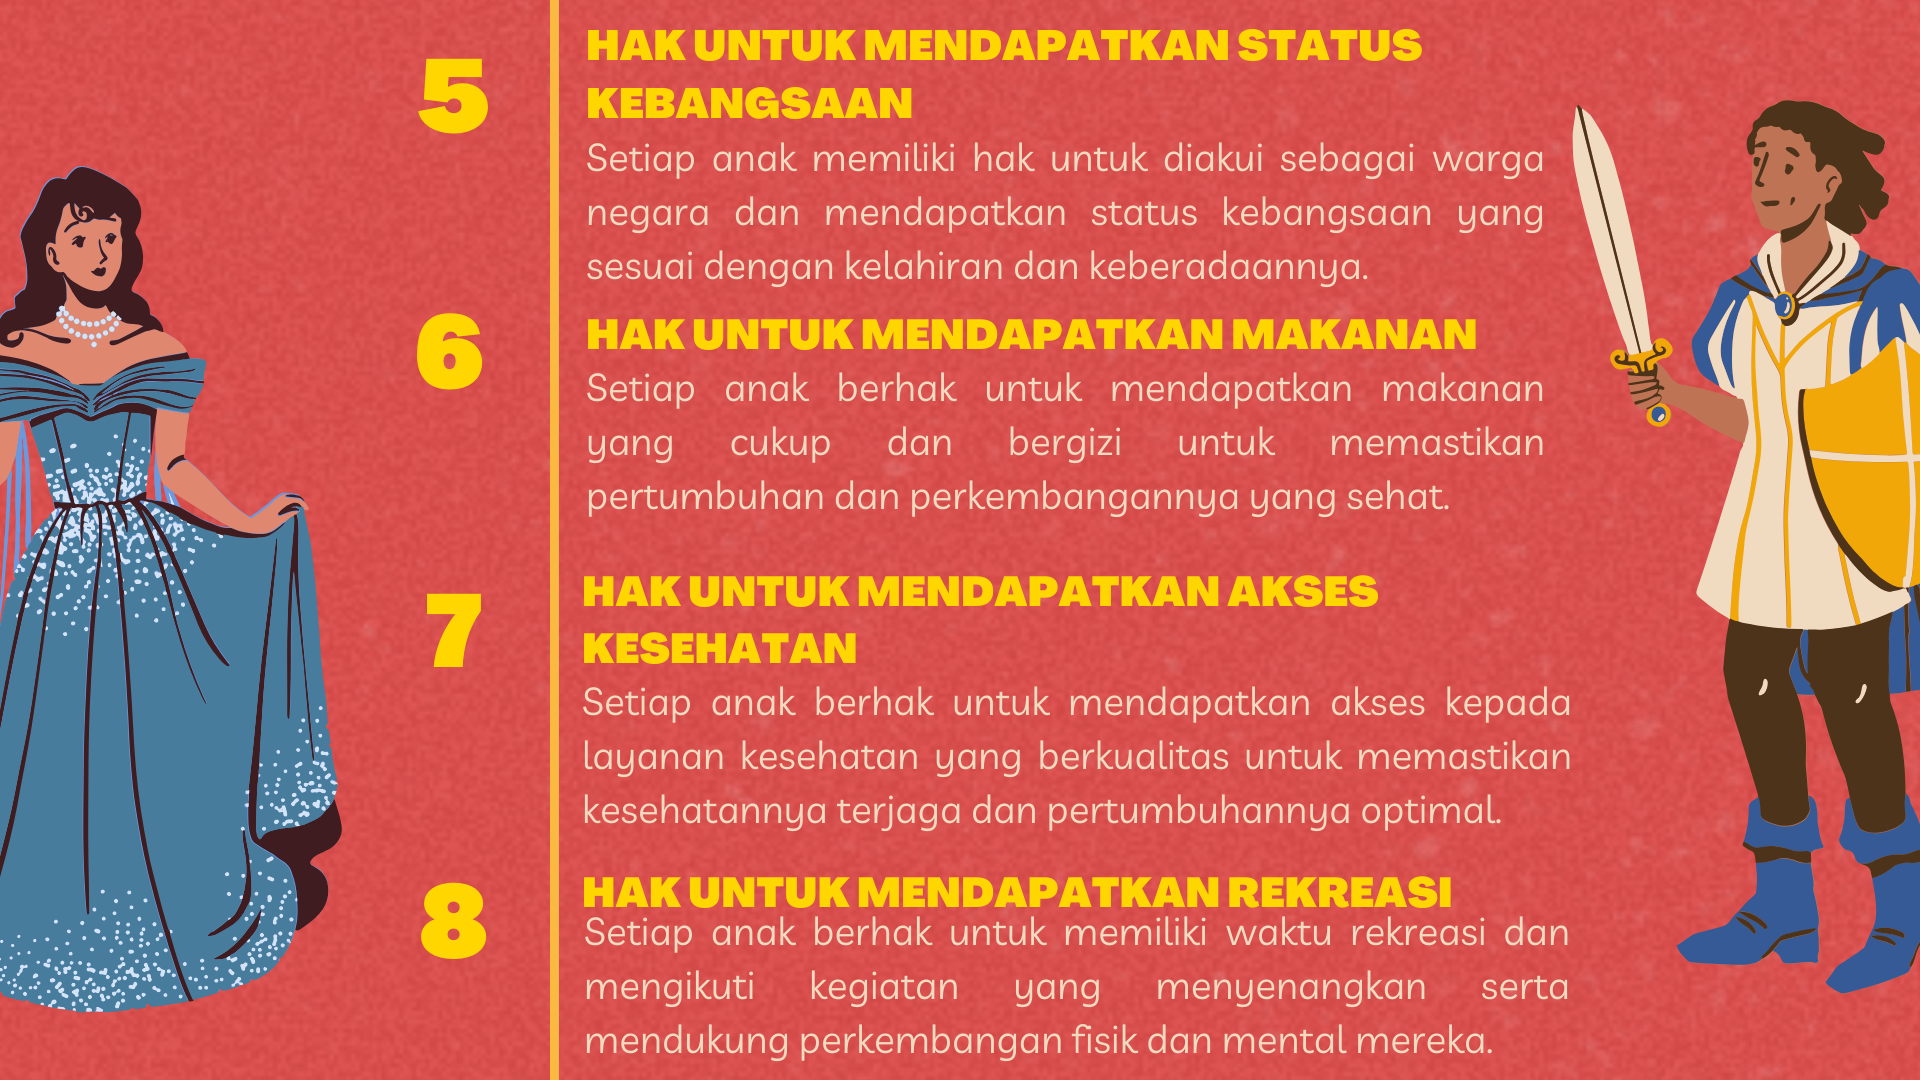 5
HAK UNTUK MENDAPATKAN STATUS
KEBANGSAAN
Setiap anak memiliki hak untuk diakui sebagai warga
negara dan mendapatkan status kebangsaan yang
sesuai dengan kelahiran dan keberadaannya.
6
HAK UNTUK MENDAPATKAN MAKANAN
Setiap anak berhak untuk mendapatkan makanan
yang cukup dan bergizi untuk memastikan
pertumbuhan dan perkembangannya yang sehat.
7
HAK UNTUK MENDAPATKAN AKSES
KESEHATAN
Setiap anak berhak untuk mendapatkan akses kepada
layanan kesehatan yang berkualitas untuk memastikan
kesehatannya terjaga dan pertumbuhannya optimal.
8
HAK UNTUK MENDAPATKAN REKREASI
Setiap anak berhak untuk memiliki waktu rekreasi dan
mengikuti kegiatan yang menyenangkan serta
mendukung perkembangan fisik dan mental mereka.